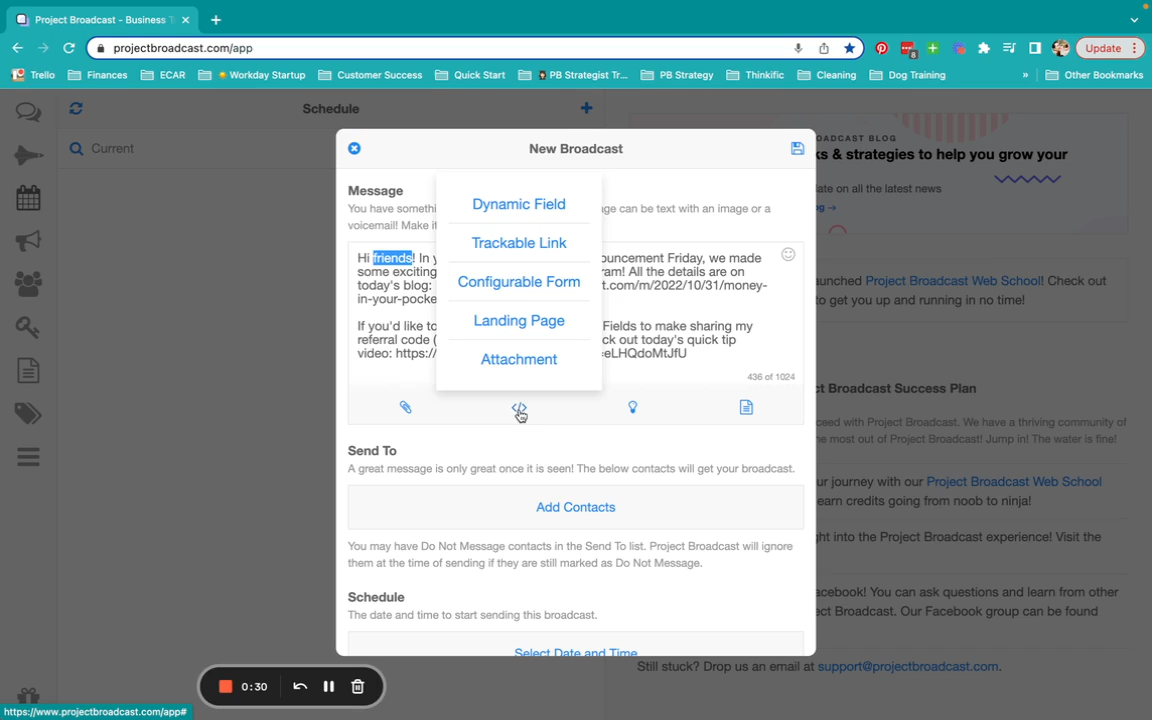 Project Broadcast - Business T
projectbroadcast.com/app
Update
Trello
Finances
ECAR
Workday Startup
Customer Success
Quick Start
PB Strategist Tr...
PB Strategy
Thinkific
Cleaning
Dog Training
»
Other Bookmarks
Schedule
Current
New Broadcast
Message
You have somethi
ge can be text with an image or a
voicemail! Make i
Hi friends! In y
ouncement Friday, we made
some exciting
ram! All the details are on
today's blog:
t.com/m/2022/10/31/money-
in-your-pocke
If you'd like to
Fields to make sharing my
referral code (
ck out today's quick tip
video: https://
eLHQdoMtJfU
436 of 1024
Dynamic Field
Trackable Link
Configurable Form
Landing Page
Attachment
Send To
A great message is only great once it is seen! The below contacts will get your broadcast.
Add Contacts
You may have Do Not Message contacts in the Send To list. Project Broadcast will ignore
them at the time of sending if they are still marked as Do Not Message.
Schedule
The date and time to start sending this broadcast.
Select Date and Time
OADCAST BLOG
ks & strategies to help you grow your
late on all the latest news
og →
unched Project Broadcast Web School! Check out
to get you up and running in no time!
ct Broadcast Success Plan
ceed with Project Broadcast. We have a thriving community of
he most out of Project Broadcast! Jump in! The water is fine!
ur journey with our Project Broadcast Web School
earn credits going from noob to ninja!
ght into the Project Broadcast experience! Visit the
acebook! You can ask questions and learn from other
ct Broadcast. Our Facebook group can be found
Still stuck? Drop us an email at support@projectbroadcast.com.
0:30
https://www.projectbroadcast.com/app#